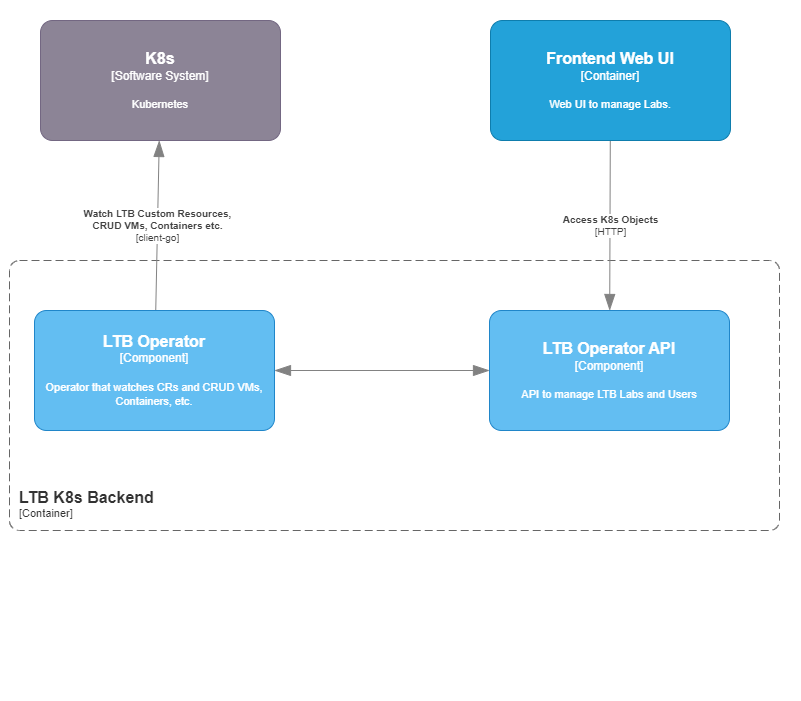 K8s
[Software System]
Kubernetes
Frontend Web UI
[Container]
Web UI to manage Labs.
Watch LTB Custom Resources,
CRUD VMs, Containers etc.
[client-go]
Access K8s Objects
[HTTP]
LTB Operator
[Component]
Operator that watches CRs and CRUD VMs,
Containers, etc.
LTB Operator API
[Component]
API to manage LTB Labs and Users
LTB K8s Backend
[Container]